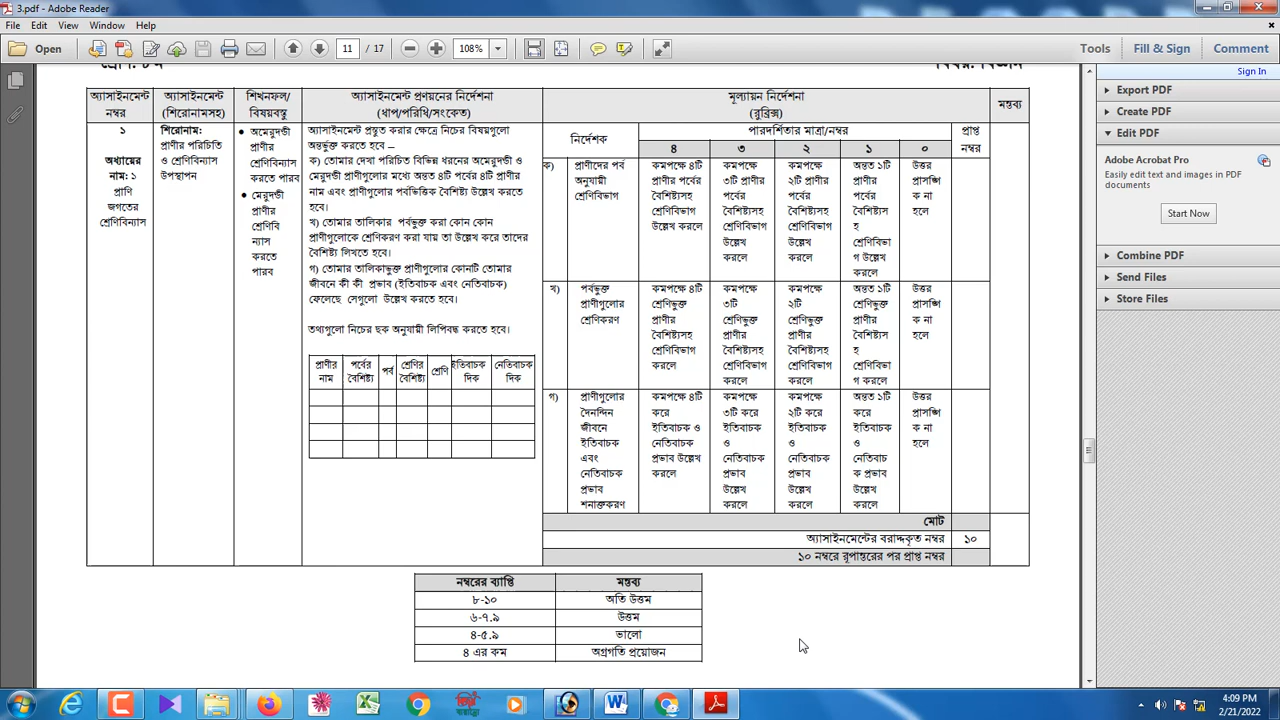 3.pdf - Adobe Reader
File Edit View Window Help
Open 11 / 17 108% Tools Fill & Sign Comment
Sign In
Export PDF
Create PDF
Edit PDF
Adobe Acrobat Pro
Easily edit text and images in PDF
documents
Start Now
Combine PDF
Send Files
Store Files
অ্যাসাইনমেন্ট
নম্বর
অ্যাসাইনমেন্ট
(শিরোনামসহ)
শিখনফল/
বিষয়বস্তু
অ্যাসাইনমেন্ট প্রণয়নের নির্দেশনা
(ধাপ/পরিধি/সংকেত)
মূল্যায়ন নির্দেশনা
(রুব্রিক্স)
মন্তব্য
১
অধ্যায়ের
নাম: ১
প্রাণি
জগতের
শ্রেণিবিন্যাস
শিরোনাম:
প্রাণীর পরিচিতি
ও শ্রেণিবিন্যাস
উপস্থাপন
• অমেরুদন্ডী
প্রাণীর
শ্রেণিবিন্যাস
করতে পারব
• মেরুদন্ডী
প্রাণীর
শ্রেণিবি
ন্যাস
করতে
পারব
অ্যাসাইনমেন্ট প্রস্তুত করার ক্ষেত্রে নিচের বিষয়গুলো
অন্তর্ভুক্ত করতে হবে –
ক) তোমার দেখা পরিচিত বিভিন্ন ধরনের অমেরুদন্ডী ও
মেরুদন্ডী প্রাণীগুলোর মধ্যে অন্তত ৪টি পর্বের ৪টি প্রাণীর
নাম এবং প্রাণীগুলোর পর্বভিত্তিক বৈশিষ্ট্য উল্লেখ করতে
হবে।
খ) তোমার তালিকার পর্বভুক্ত করা কোন কোন
প্রাণীগুলোকে শ্রেণিকরণ করা যায় তা উল্লেখ করে তাদের
বৈশিষ্ট্য লিখতে হবে।
গ) তোমার তালিকাভুক্ত প্রাণীগুলোর কোনটি তোমার
জীবনে কী কী প্রভাব (ইতিবাচক এবং নেতিবাচক)
ফেলেছে সেগুলো উল্লেখ করতে হবে।
তথ্যগুলো নিচের ছক অনুযায়ী লিপিবদ্ধ করতে হবে।
প্রাণীর
নাম
পর্বের
বৈশিষ্ট্য
পর্ব
শ্রেণির
বৈশিষ্ট্য
শ্রেণি
ইতিবাচক
দিক
নেতিবাচক
দিক
নির্দেশক
পারদর্শিতার মাত্রা/নম্বর
প্রাপ্ত
নম্বর
৪ ৩ ২ ১ ০
ক)
প্রাণীদের পর্ব
অনুযায়ী
শ্রেণিবিভাগ
কমপক্ষে ৪টি
প্রাণীর পর্বের
বৈশিষ্ট্যসহ
শ্রেণিবিভাগ
উল্লেখ করলে
কমপক্ষে
৩টি প্রাণীর
পর্বের
বৈশিষ্ট্যসহ
শ্রেণিবিভাগ
উল্লেখ
করলে
কমপক্ষে
২টি প্রাণীর
পর্বের
বৈশিষ্ট্যসহ
শ্রেণিবিভাগ
উল্লেখ
করলে
অন্তত ১টি
প্রাণীর
পর্বের
বৈশিষ্ট্যস
হ
শ্রেণিবিভা
গ উল্লেখ
করলে
উত্তর
প্রাসঙ্গি
ক না
হলে
খ)
পর্বভুক্ত
প্রাণীগুলোর
শ্রেণিকরণ
কমপক্ষে ৪টি
শ্রেণিভুক্ত
প্রাণীর
বৈশিষ্ট্যসহ
শ্রেণিবিভাগ
করলে
কমপক্ষে
৩টি
শ্রেণিভুক্ত
প্রাণীর
বৈশিষ্ট্যসহ
শ্রেণিবিভাগ
করলে
কমপক্ষে
২টি
শ্রেণিভুক্ত
প্রাণীর
বৈশিষ্ট্যসহ
শ্রেণিবিভাগ
করলে
অন্তত ১টি
শ্রেণিভুক্ত
প্রাণীর
বৈশিষ্ট্যস
হ
শ্রেণিবিভা
গ করলে
উত্তর
প্রাসঙ্গি
ক না
হলে
গ)
প্রাণীগুলোর
দৈনন্দিন
জীবনে
ইতিবাচক
এবং
নেতিবাচক
প্রভাব
শনাক্তকরণ
কমপক্ষে ৪টি
করে
ইতিবাচক ও
নেতিবাচক
প্রভাব উল্লেখ
করলে
কমপক্ষে
৩টি করে
ইতিবাচক
ও
নেতিবাচক
প্রভাব
উল্লেখ
করলে
কমপক্ষে
২টি করে
ইতিবাচক
ও
নেতিবাচক
প্রভাব
উল্লেখ
করলে
অন্তত ১টি
করে
ইতিবাচক
ও
নেতিবাচ
ক প্রভাব
উল্লেখ
করলে
উত্তর
প্রাসঙ্গি
ক না
হলে
মোট
অ্যাসাইনমেন্টের বরাদ্দকৃত নম্বর ১০
১০ নম্বরে রূপান্তরের পর প্রাপ্ত নম্বর
নম্বরের ব্যাপ্তি মন্তব্য
৮-১০ অতি উত্তম
৬-৭.৯ উত্তম
৪-৫.৯ ভালো
৪ এর কম অগ্রগতি প্রয়োজন
4:09 PM
2/21/2022